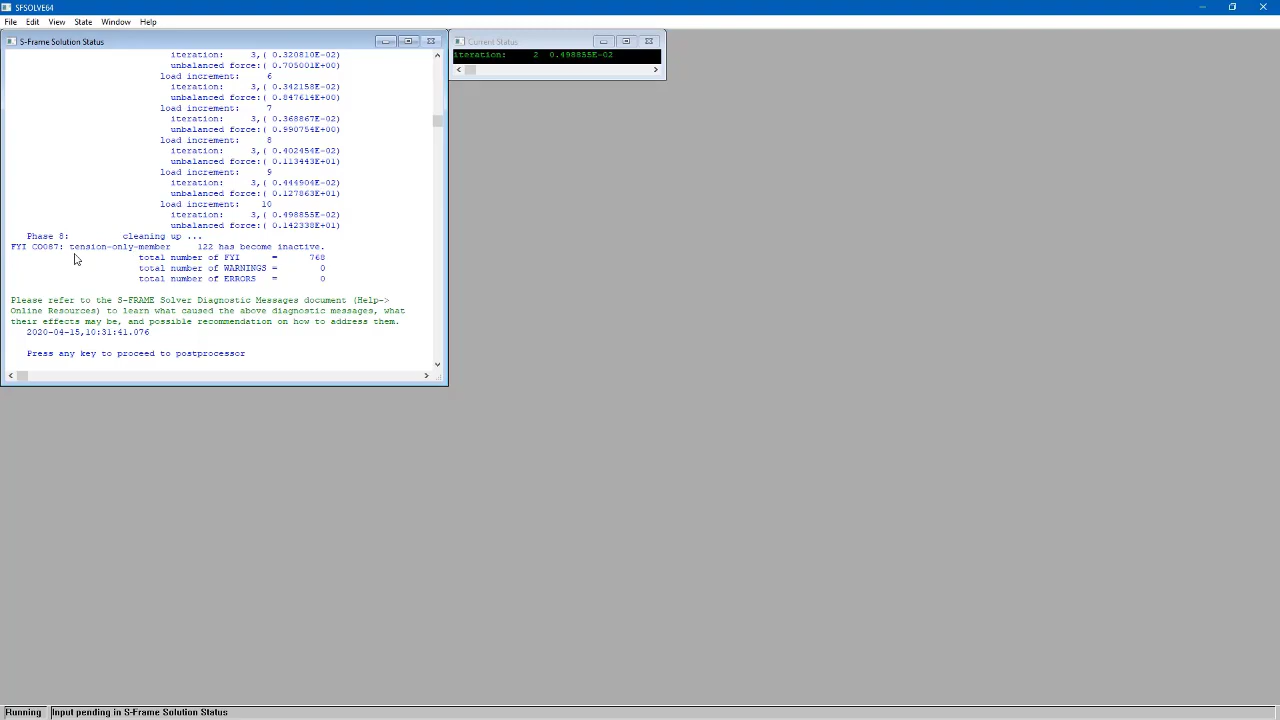 SFSOLVE64
File Edit View State Window Help
S-Frame Solution Status
iteration: 3,( 0.320810E-02)
unbalanced force:( 0.705001E+00)
load increment: 6
iteration: 3,( 0.342158E-02)
unbalanced force:( 0.847614E+00)
load increment: 7
iteration: 3,( 0.368867E-02)
unbalanced force:( 0.990754E+00)
load increment: 8
iteration: 3,( 0.402454E-02)
unbalanced force:( 0.113443E+01)
load increment: 9
iteration: 3,( 0.444904E-02)
unbalanced force:( 0.127863E+01)
load increment: 10
iteration: 3,( 0.498855E-02)
unbalanced force:( 0.142338E+01)
Phase 8: cleaning up ...
FYI CO087: tension-only-member 122 has become inactive.
total number of FYI = 768
total number of WARNINGS = 0
total number of ERRORS = 0
Please refer to the S-FRAME Solver Diagnostic Messages document (Help->
Online Resources) to learn what caused the above diagnostic messages, what
their effects may be, and possible recommendation on how to address them.
2020-04-15,10:31:41.076
Press any key to proceed to postprocessor
Current Status
iteration: 2 0.498855E-02
Running Input pending in S-Frame Solution Status